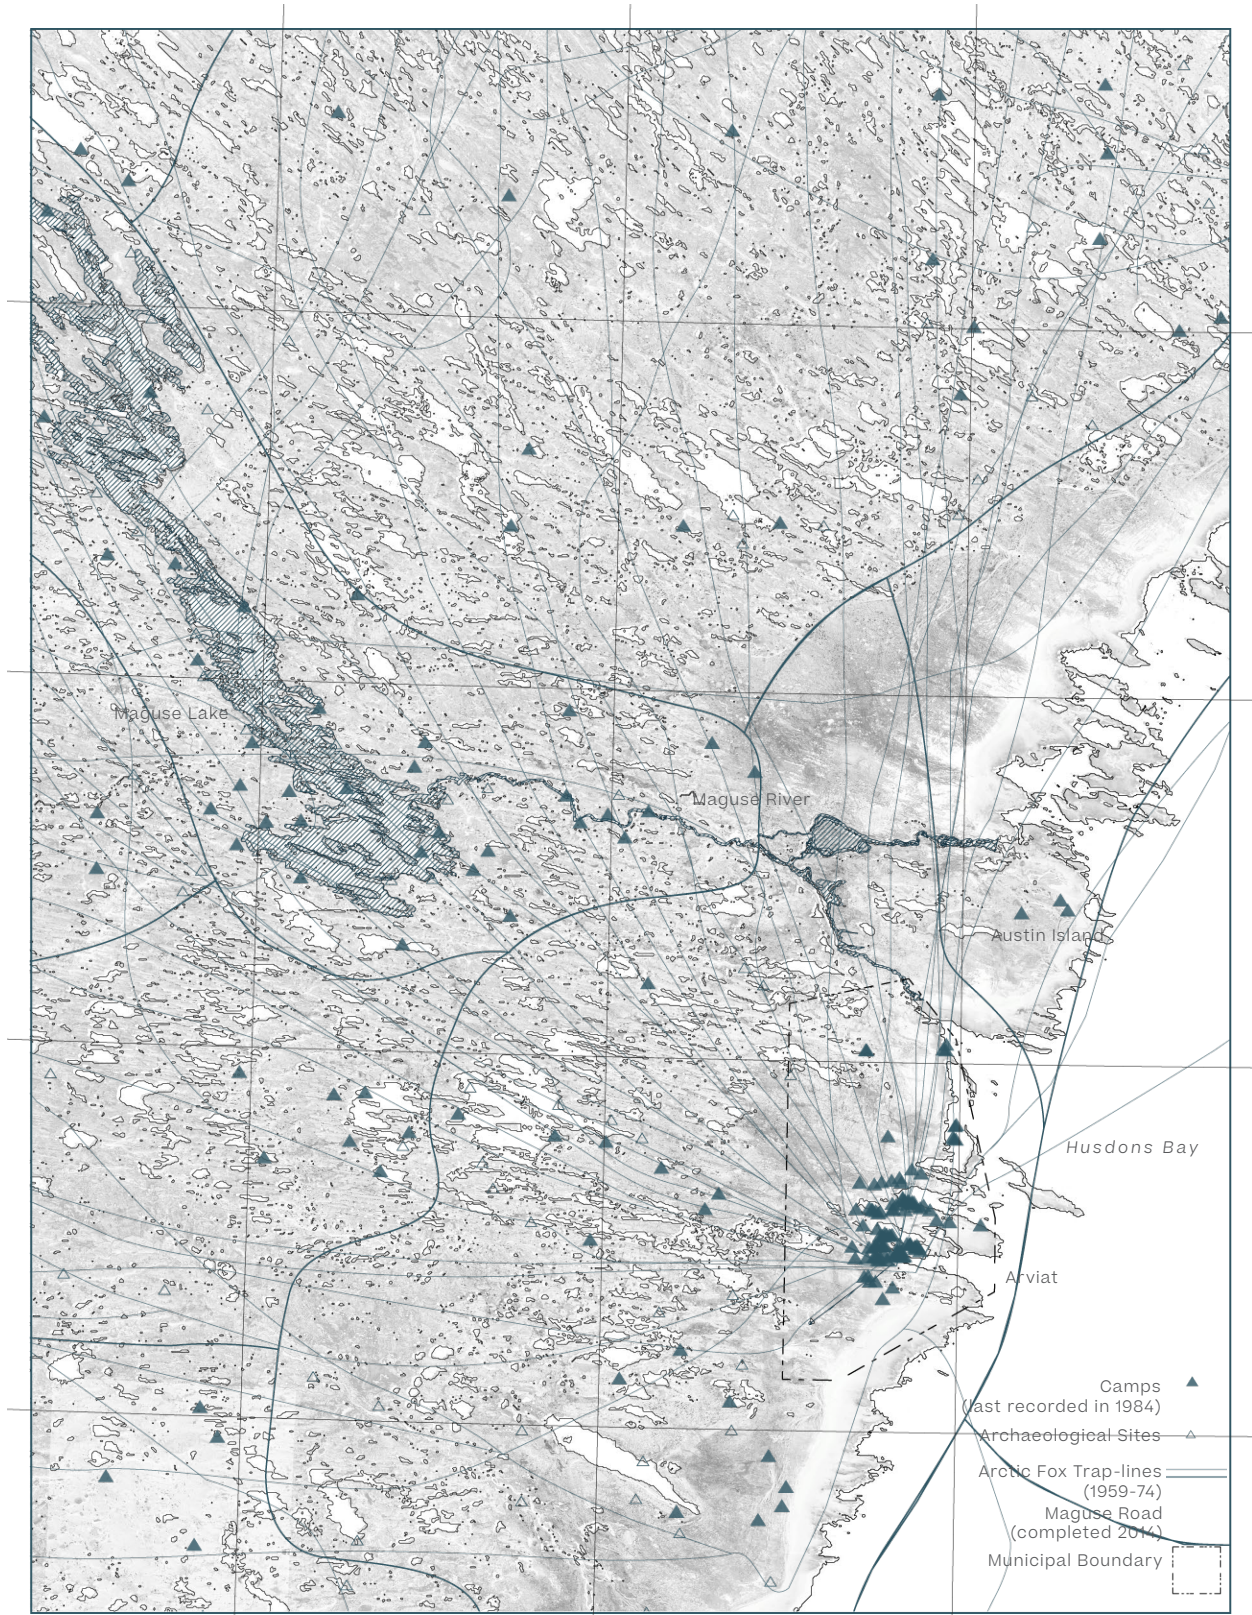 Maguse Lake
Maguse River
Austin Island
Husdons Bay
Arviat
Camps
(last recorded in 1984)
Archaeological Sites
Arctic Fox Trap-lines
(1959-74)
Maguse Road
(completed 2014)
Municipal Boundary